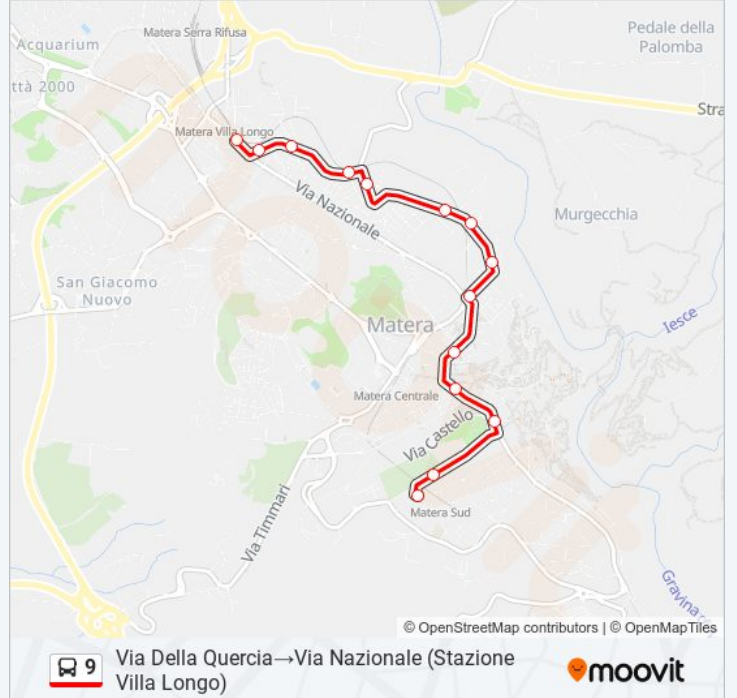 Pedale della
Palomba
Matera Serra Rifusa
Acquarium
ttà 2000
Stra
Matera Villa Longo
Via Nazionale
Murgecchia
San Giacomo
Nuovo
Iesce
Matera
Matera Centrale
Via Castello
Via Timmari
Matera Sud
Gravina
© OpenStreetMap contributors | © OpenMapTiles
9
Via Della Quercia→Via Nazionale (Stazione
Villa Longo)
moovit